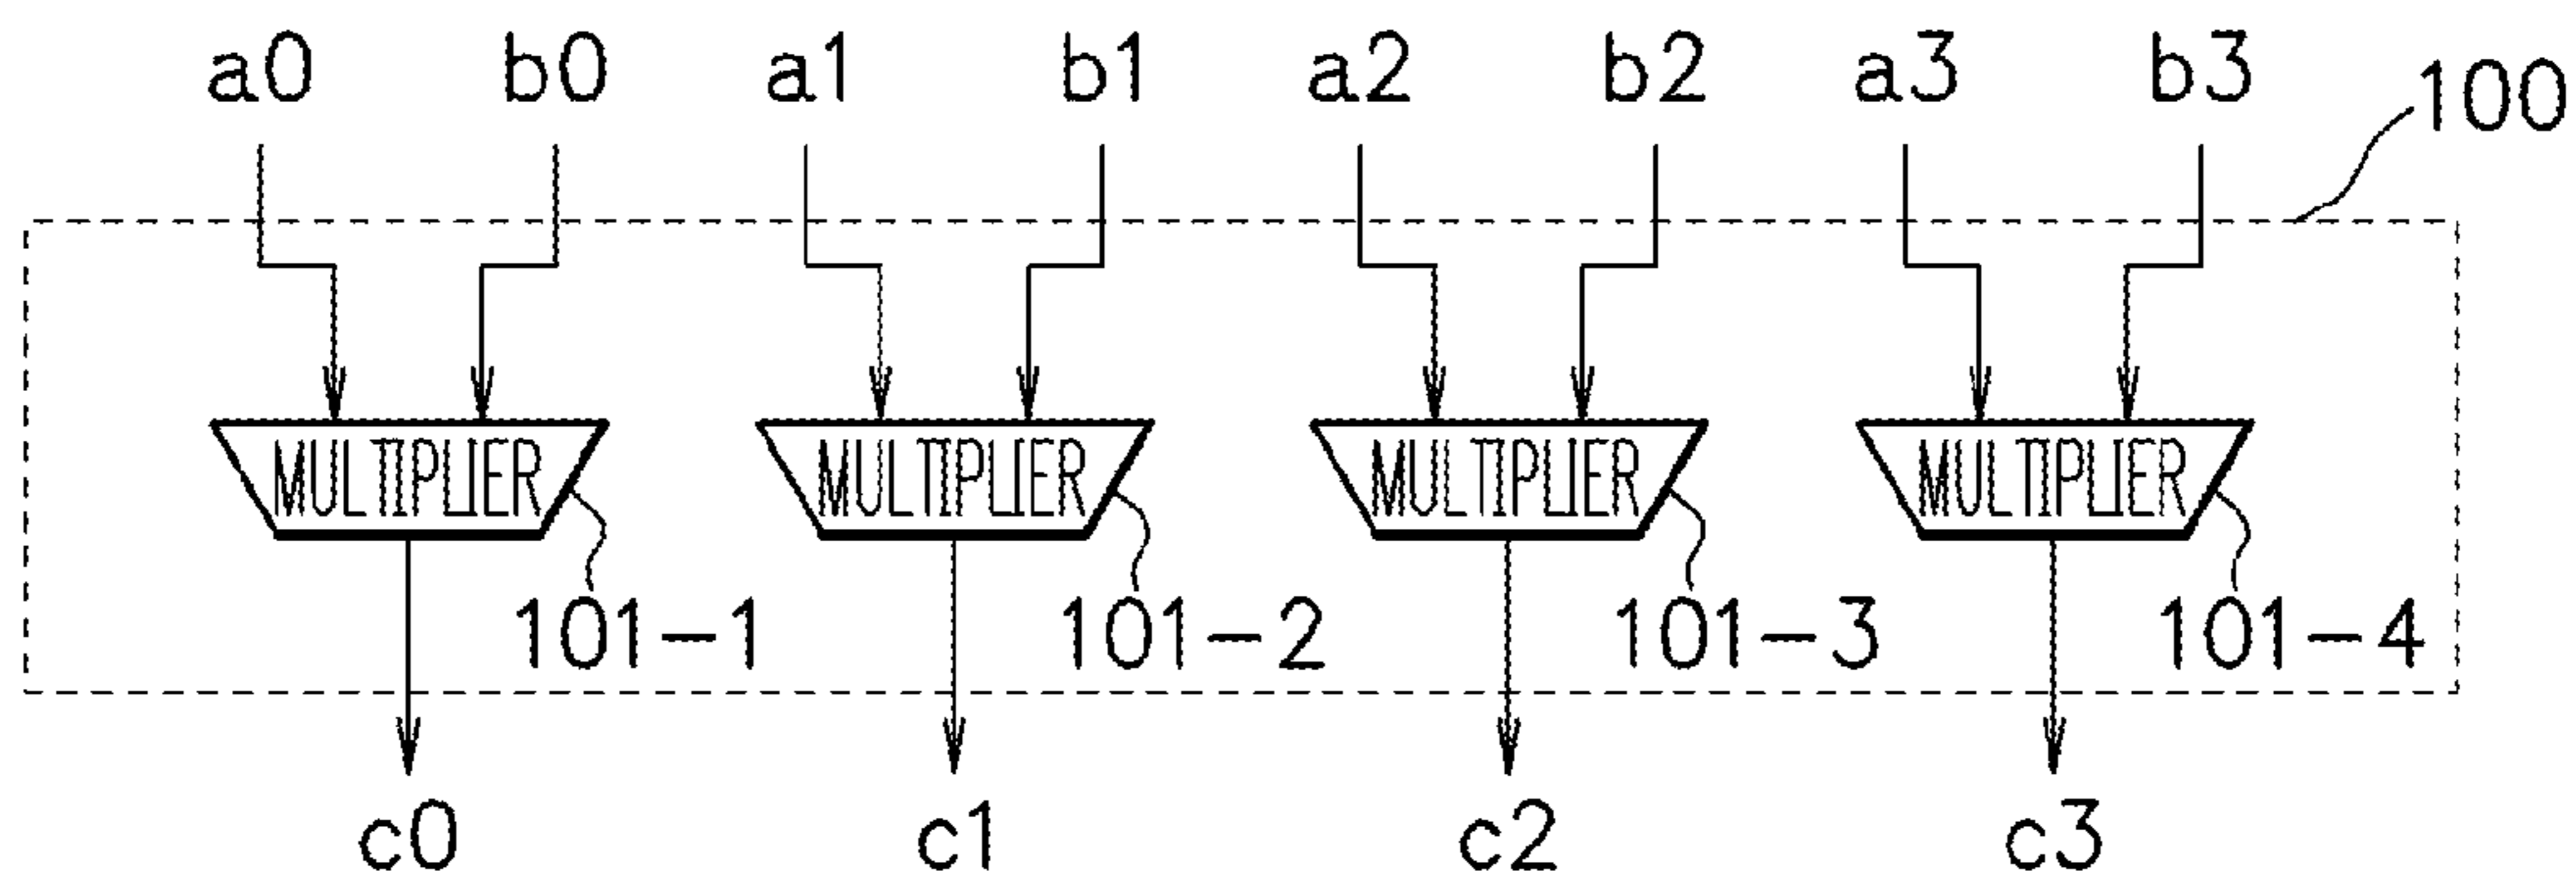 a0 b0 a1 b1 a2 b2 a3 b3
100
MULTIPLIER MULTIPLIER MULTIPLIER MULTIPLIER
101-1 101-2 101-3 101-4
c0 c1 c2 c3